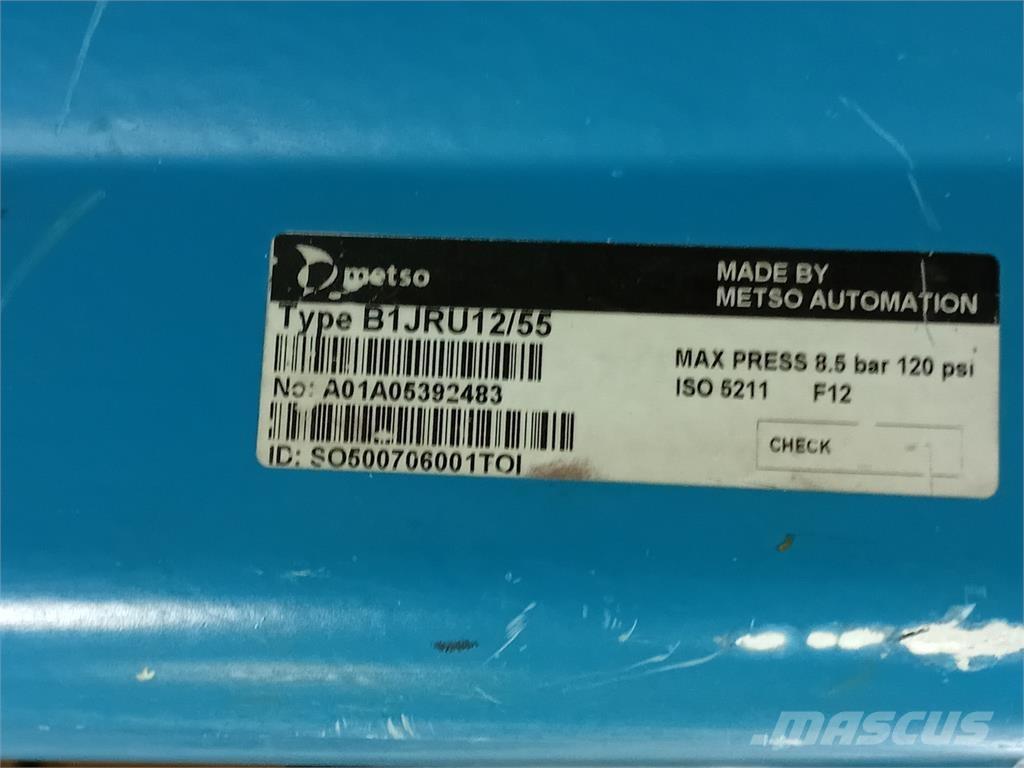 metso
MADE BY
METSO AUTOMATION
Type B1JRU12/55
MAX PRESS 8.5 bar 120 psi
No: A01A05392483
ISO 5211 F12
CHECK
ID: SO500706001TOI
MASCUS